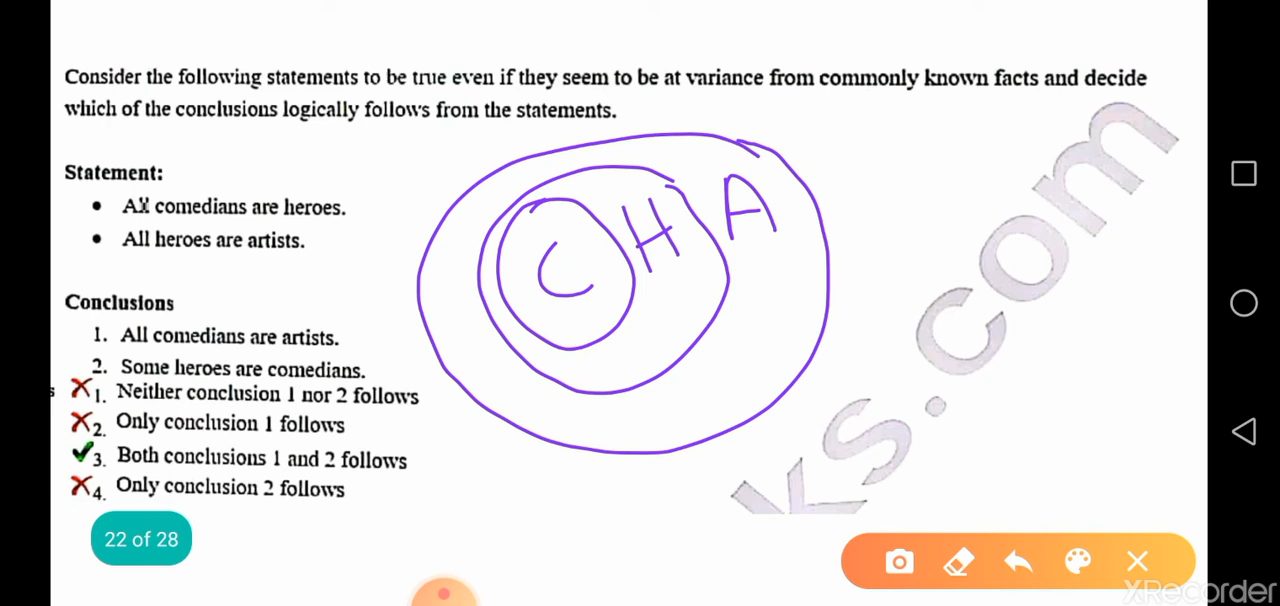 Consider the following statements to be true even if they seem to be at variance from commonly known facts and decide
which of the conclusions logically follows from the statements.
Statement:
• All comedians are heroes.
• All heroes are artists.
Conclusions
1. All comedians are artists.
2. Some heroes are comedians.
s 1. Neither conclusion 1 nor 2 follows
2. Only conclusion 1 follows
3. Both conclusions 1 and 2 follows
4. Only conclusion 2 follows
C H A
ks.com
22 of 28
XRecorder